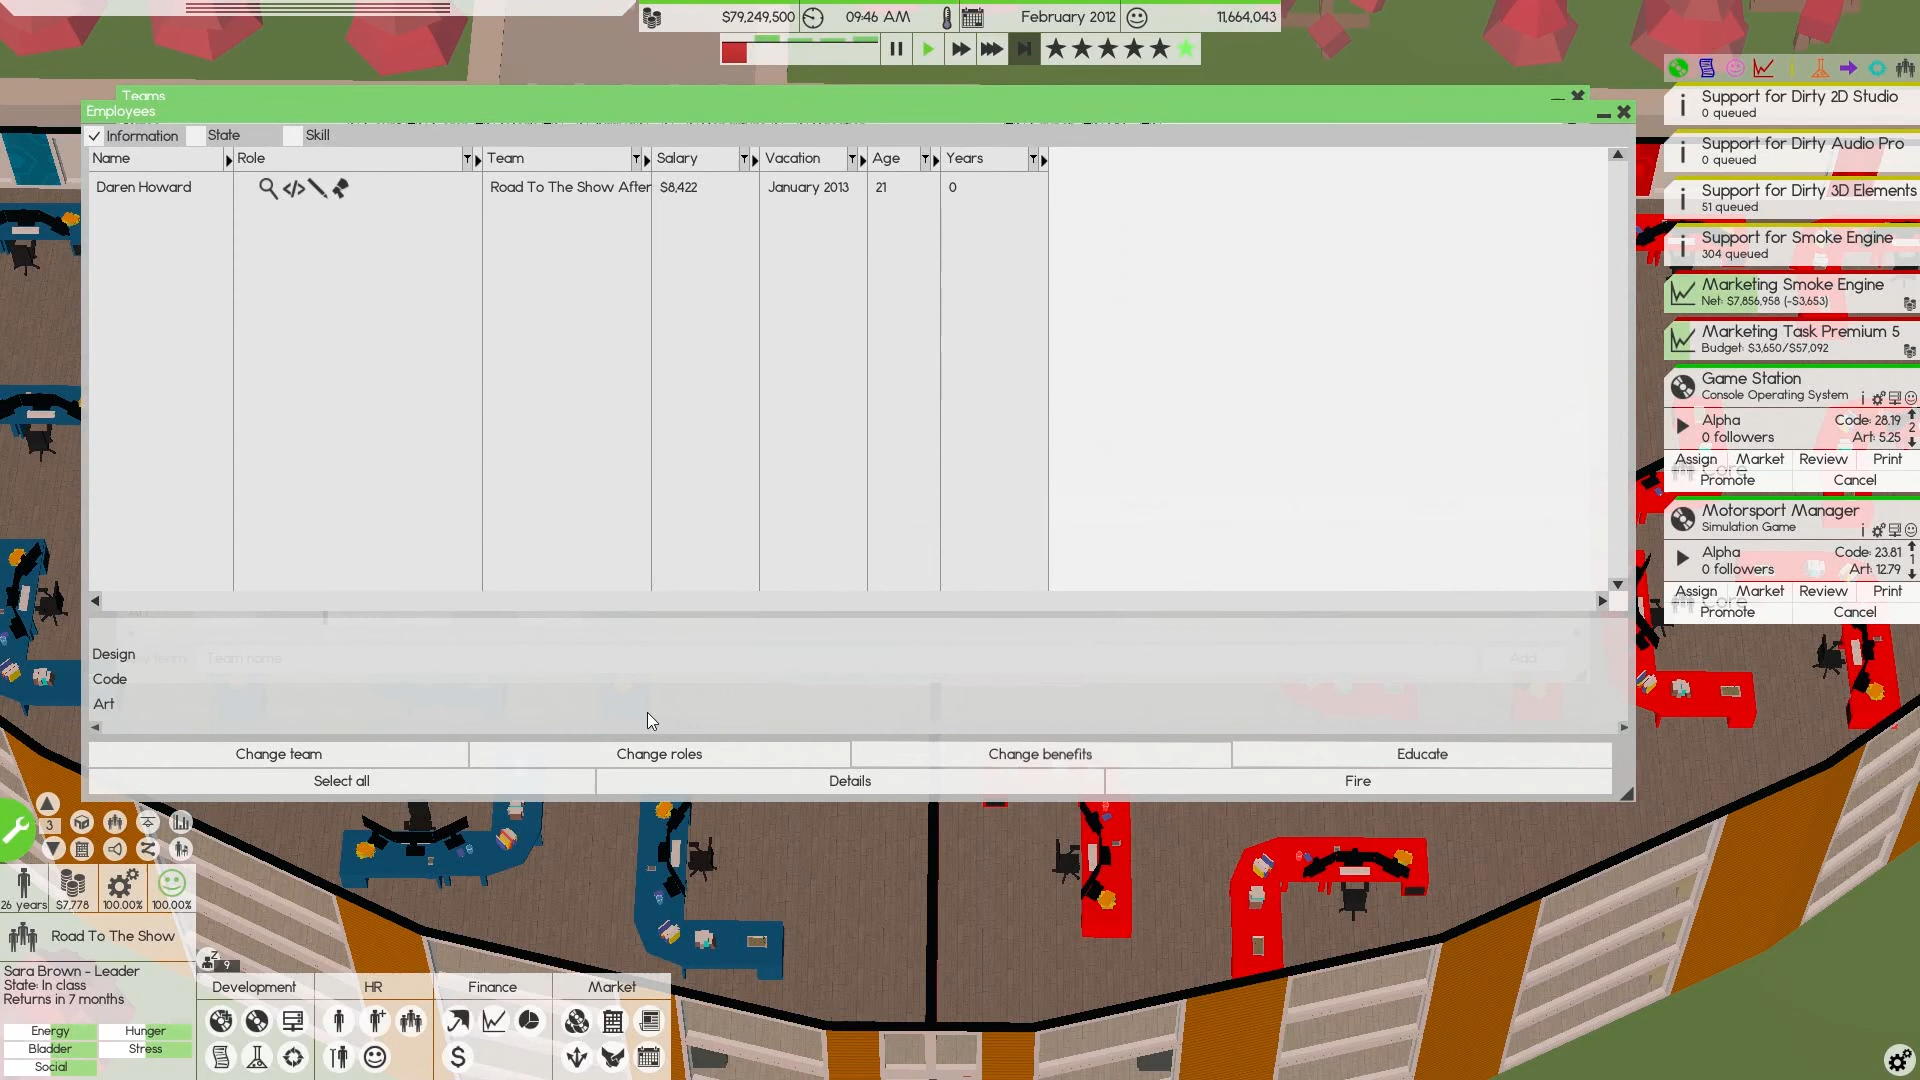 $79,249,500
09:46 AM
February 2012
11,664,043
Teams
Employees
Information
State
Skill
Name
Role
Team
Salary
Vacation
Age
Years
Daren Howard
Road To The Show After
$8,422
January 2013
21
0
Design
Team name
Add
Code
Art
Change team
Change roles
Change benefits
Educate
Select all
Details
Fire
Support for Dirty 2D Studio
0 queued
Support for Dirty Audio Pro
0 queued
Support for Dirty 3D Elements
51 queued
Support for Smoke Engine
304 queued
Marketing Smoke Engine
Net: $7,856,958 (-$3,653)
Marketing Task Premium 5
Budget: $3,650/$57,092
Game Station
Console Operating System
Alpha
Code: 28.19
2
0 followers
Art: 5.25
Assign
Market
Review
Print
Core
Promote
Cancel
Motorsport Manager
Simulation Game
Alpha
Code: 23.81
1
0 followers
Art: 12.79
Assign
Market
Review
Print
Core
Promote
Cancel
3
26 years
$7,778
100.00%
100.00%
Road To The Show
Sara Brown - Leader
State: In class
Returns in 7 months
Energy
Hunger
Bladder
Stress
Social
Z
9
Development
HR
Finance
Market